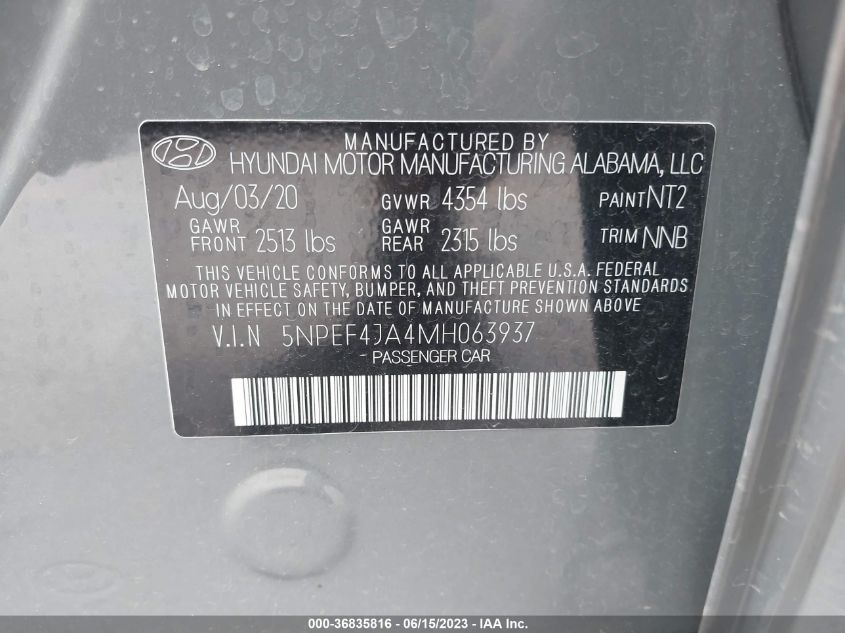 MANUFACTURED BY
HYUNDAI MOTOR MANUFACTURING ALABAMA, LLC
Aug/03/20 GVWR 4354 lbs PAINT NT2
GAWR FRONT 2513 lbs GAWR REAR 2315 lbs TRIM NNB
THIS VEHICLE CONFORMS TO ALL APPLICABLE U.S.A. FEDERAL
MOTOR VEHICLE SAFETY, BUMPER, AND THEFT PREVENTION STANDARDS
IN EFFECT ON THE DATE OF MANUFACTURE SHOWN ABOVE
V.I.N 5NPEF4JA4MH063937
PASSENGER CAR
000-36835816 - 06/15/2023 - IAA Inc.